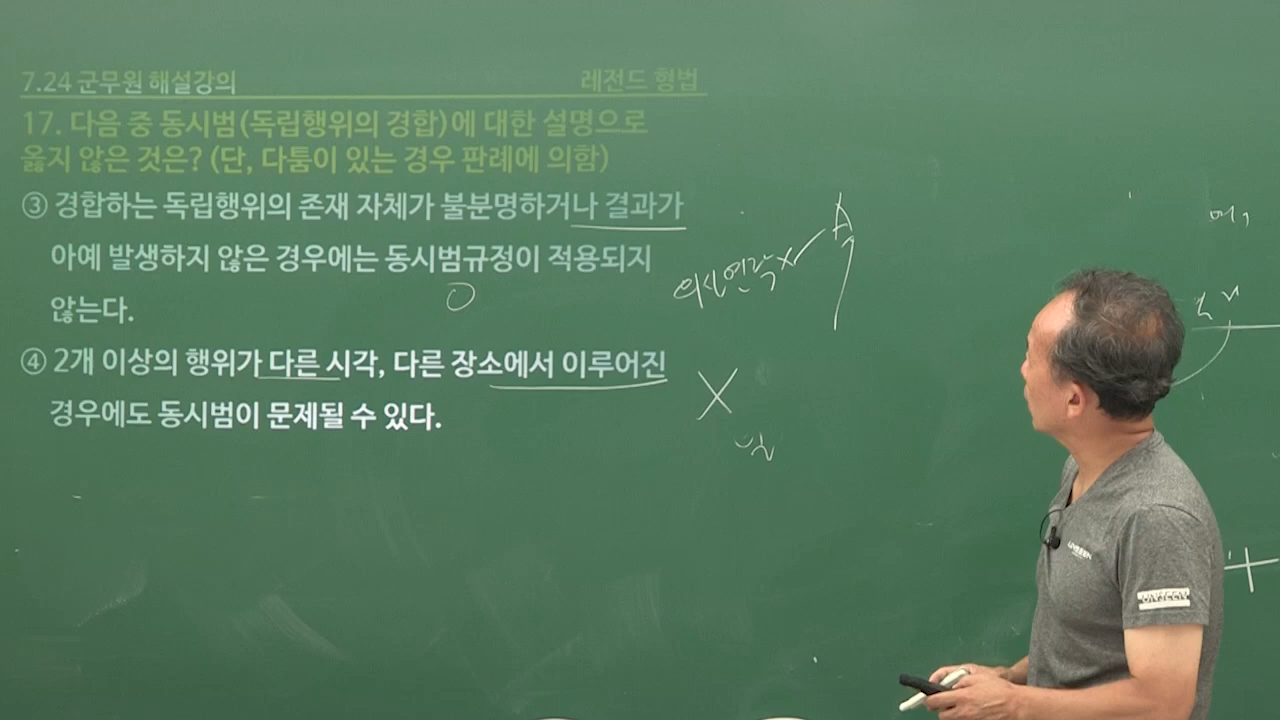 7.24 군무원 해설강의
레전드 형법
17. 다음 중 동시범(독립행위의 경합)에 대한 설명으로
옳지 않은 것은? (단, 다툼이 있는 경우 판례에 의함)
③ 경합하는 독립행위의 존재 자체가 불분명하거나 결과가
아예 발생하지 않은 경우에는 동시범규정이 적용되지
않는다.
④ 2개 이상의 행위가 다른 시각, 다른 장소에서 이루어진
경우에도 동시범이 문제될 수 있다.
의사연락 X
A
O
X
UNSEEN
UNSEEN